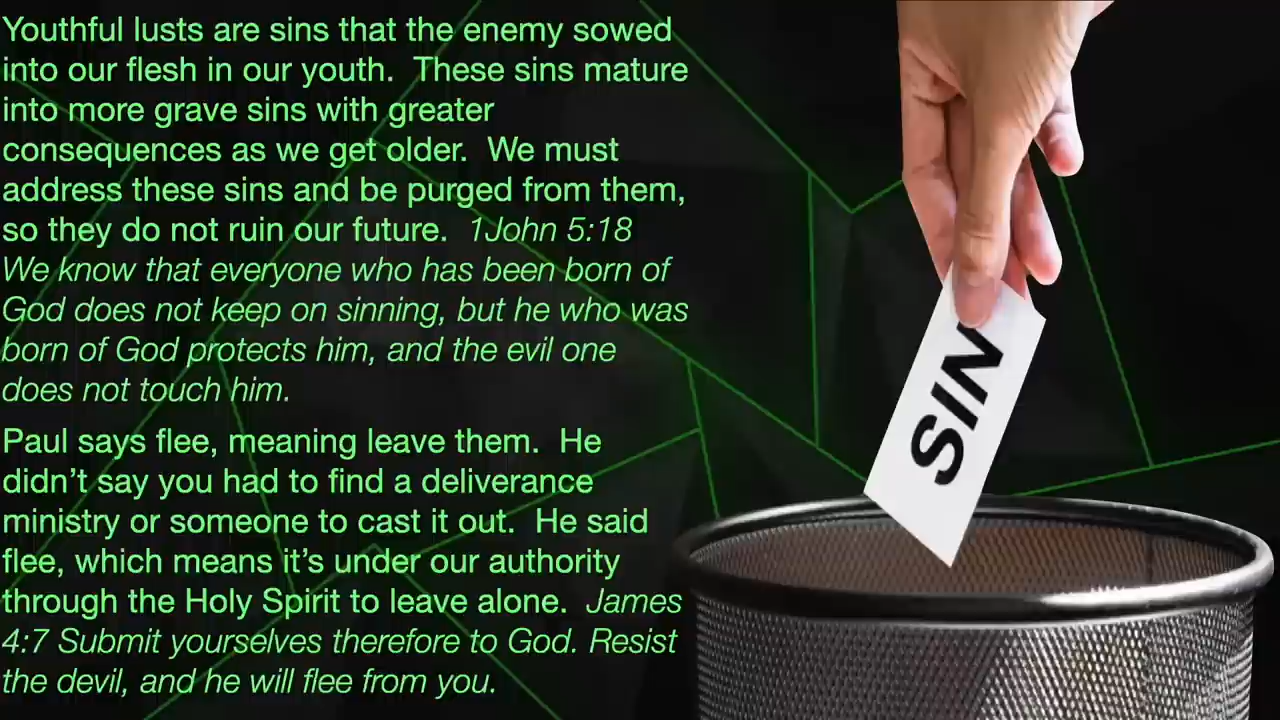 Youthful lusts are sins that the enemy sowed
into our flesh in our youth.  These sins mature
into more grave sins with greater
consequences as we get older.  We must
address these sins and be purged from them,
so they do not ruin our future.  1John 5:18
We know that everyone who has been born of
God does not keep on sinning, but he who was
born of God protects him, and the evil one
does not touch him.
Paul says flee, meaning leave them.  He
didn’t say you had to find a deliverance
ministry or someone to cast it out.  He said
flee, which means it’s under our authority
through the Holy Spirit to leave alone.  James
4:7 Submit yourselves therefore to God. Resist
the devil, and he will flee from you.
SIN